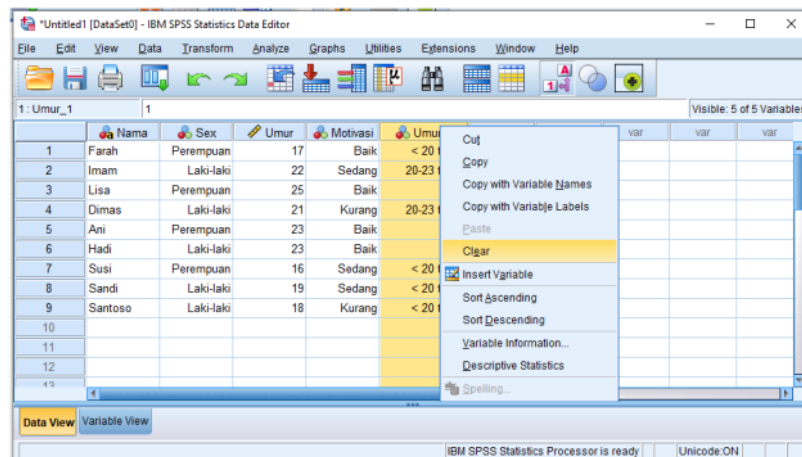 *Untitled1 [DataSet0] - IBM SPSS Statistics Data Editor
File Edit View Data Transform Analyze Graphs Utilities Extensions Window Help
1 : Umur_1 1 Visible: 5 of 5 Variables
Nama Sex Umur Motivasi Umur var var var
1 Farah Perempuan 17 Baik < 20 t
2 Imam Laki-laki 22 Sedang 20-23 t
3 Lisa Perempuan 25 Baik
4 Dimas Laki-laki 21 Kurang 20-23 t
5 Ani Perempuan 23 Baik
6 Hadi Laki-laki 23 Baik
7 Susi Perempuan 16 Sedang < 20 t
8 Sandi Laki-laki 19 Sedang < 20 t
9 Santoso Laki-laki 18 Kurang < 20 t
10
11
12
13
Cut
Copy
Copy with Variable Names
Copy with Variable Labels
Paste
Clear
Insert Variable
Sort Ascending
Sort Descending
Variable Information...
Descriptive Statistics
Spelling...
Data View Variable View
IBM SPSS Statistics Processor is ready Unicode:ON